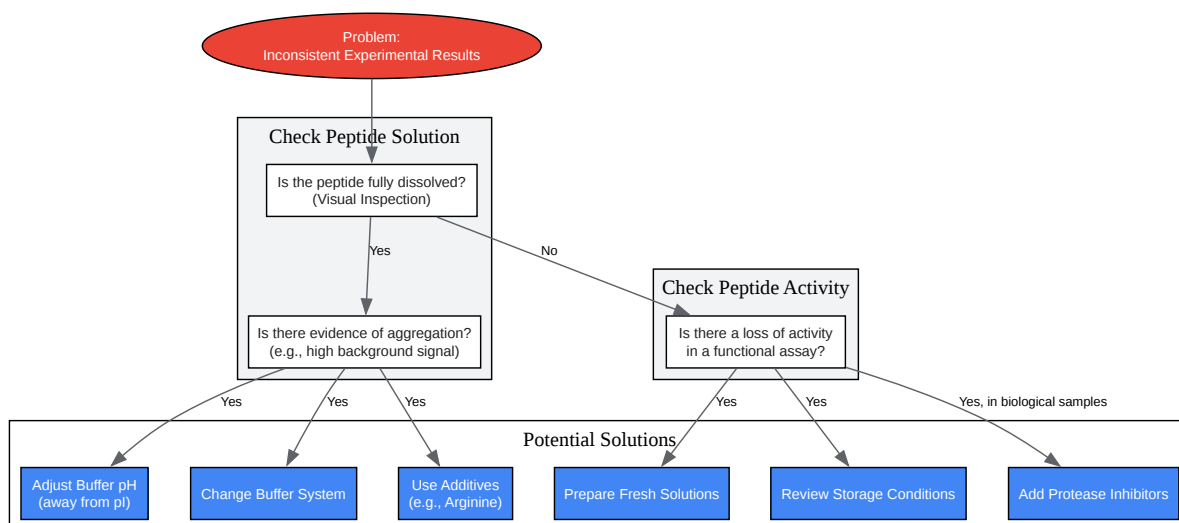 Problem:
Inconsistent Experimental Results
Check Peptide Solution
Is the peptide fully dissolved?
(Visual Inspection)
Yes
No
Check Peptide Activity
Is there evidence of aggregation?
(e.g., high background signal)
Is there a loss of activity
in a functional assay?
Yes
Yes
Yes
Yes
Yes
Yes, in biological samples
Potential Solutions
Adjust Buffer pH
(away from pI)
Change Buffer System
Use Additives
(e.g., Arginine)
Prepare Fresh Solutions
Review Storage Conditions
Add Protease Inhibitors